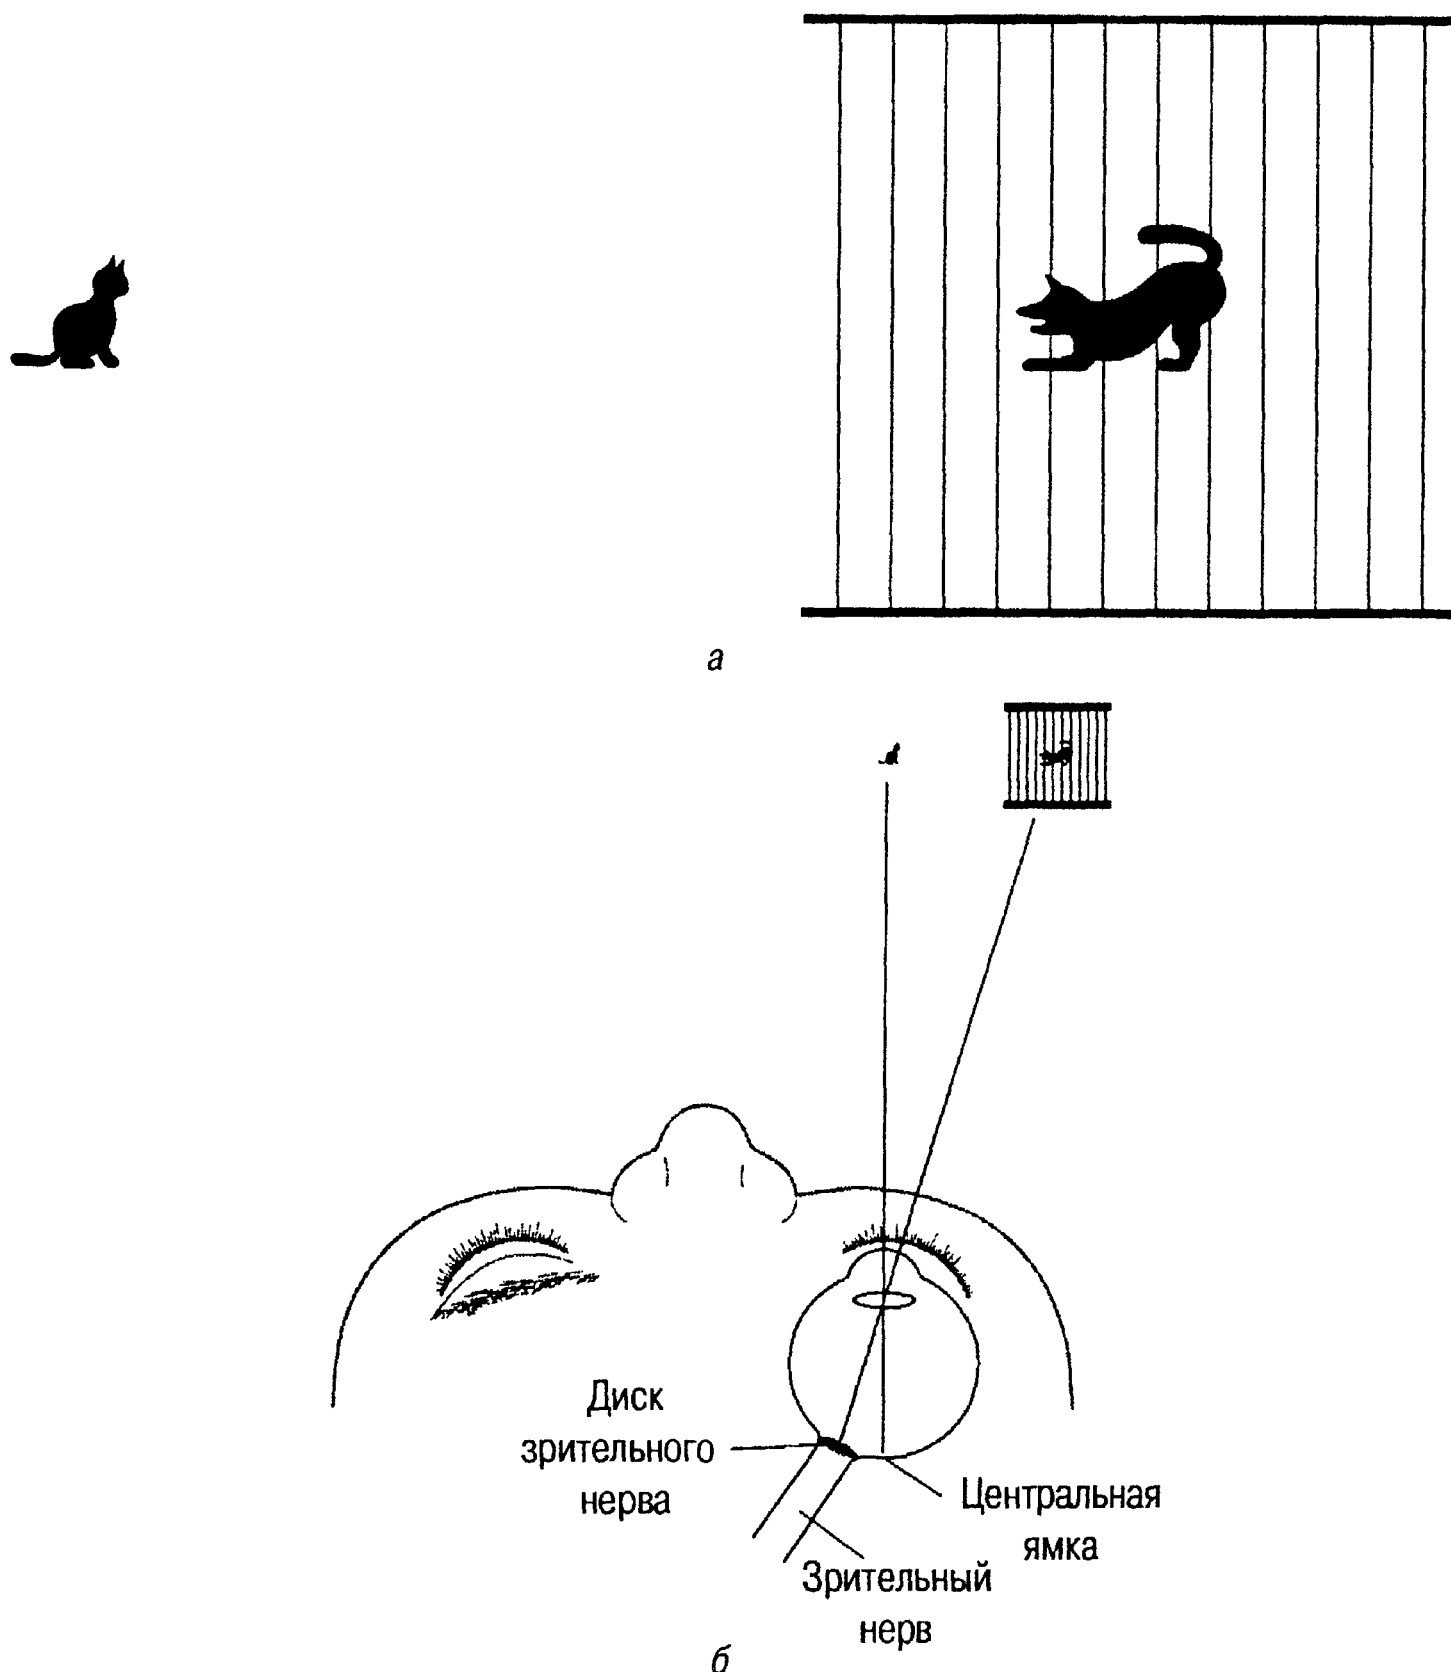 а
Диск
зрительного
нерва
Центральная
ямка
Зрительный
нерв
б